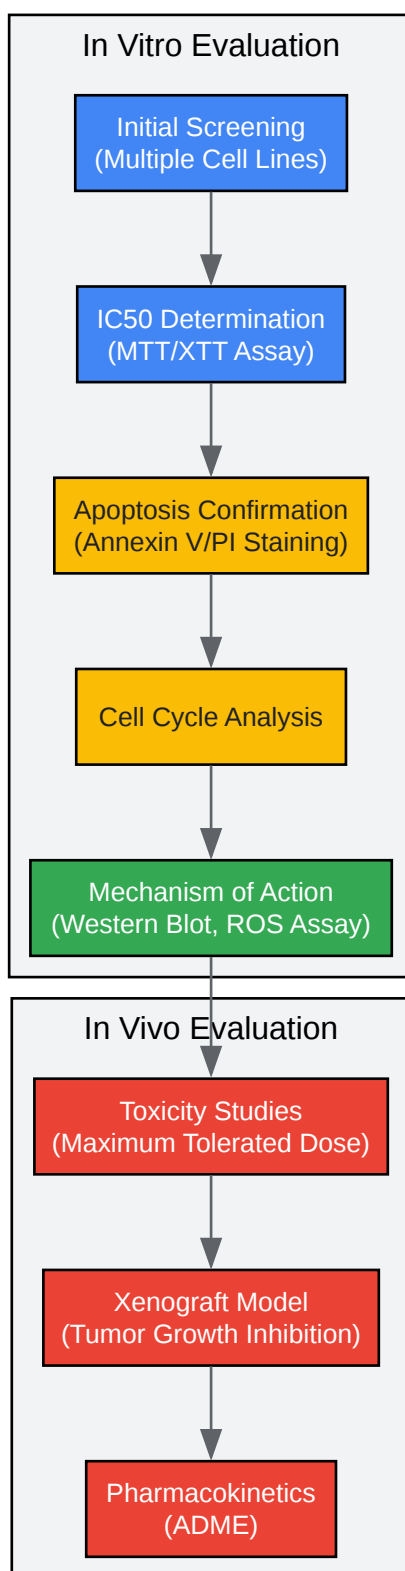 In Vitro Evaluation
Initial Screening
(Multiple Cell Lines)
IC50 Determination
(MTT/XTT Assay)
Apoptosis Confirmation
(Annexin V/PI Staining)
Cell Cycle Analysis
Mechanism of Action
(Western Blot, ROS Assay)
In Vivo Evaluation
Toxicity Studies
(Maximum Tolerated Dose)
Xenograft Model
(Tumor Growth Inhibition)
Pharmacokinetics
(ADME)